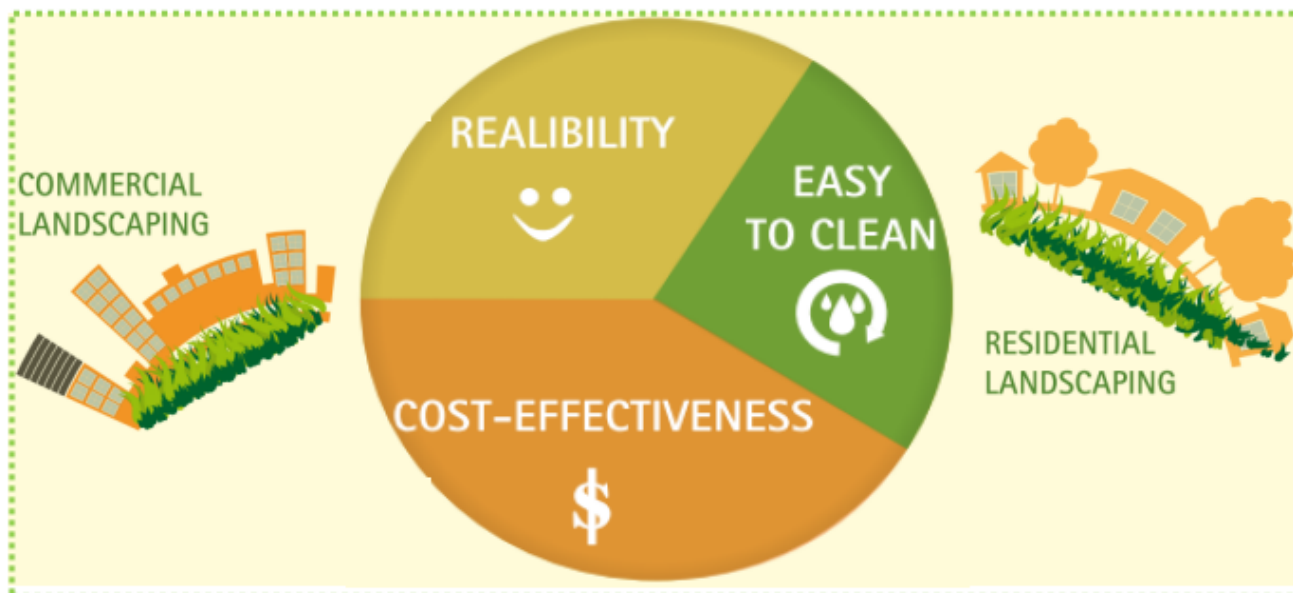 COMMERCIAL
LANDSCAPING
REALIBILITY
EASY
TO CLEAN
COST-EFFECTIVENESS
$
RESIDENTIAL
LANDSCAPING